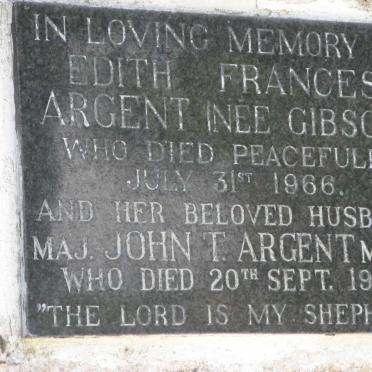 IN LOVING MEMORY
EDITH FRANCES
ARGENT (NEE GIBSO
WHO DIED PEACEFUL
JULY 31ST 1966.
AND HER BELOVED HUSB
MAJ. JOHN T. ARGENT M
WHO DIED 20TH SEPT. 19
"THE LORD IS MY SHEPH